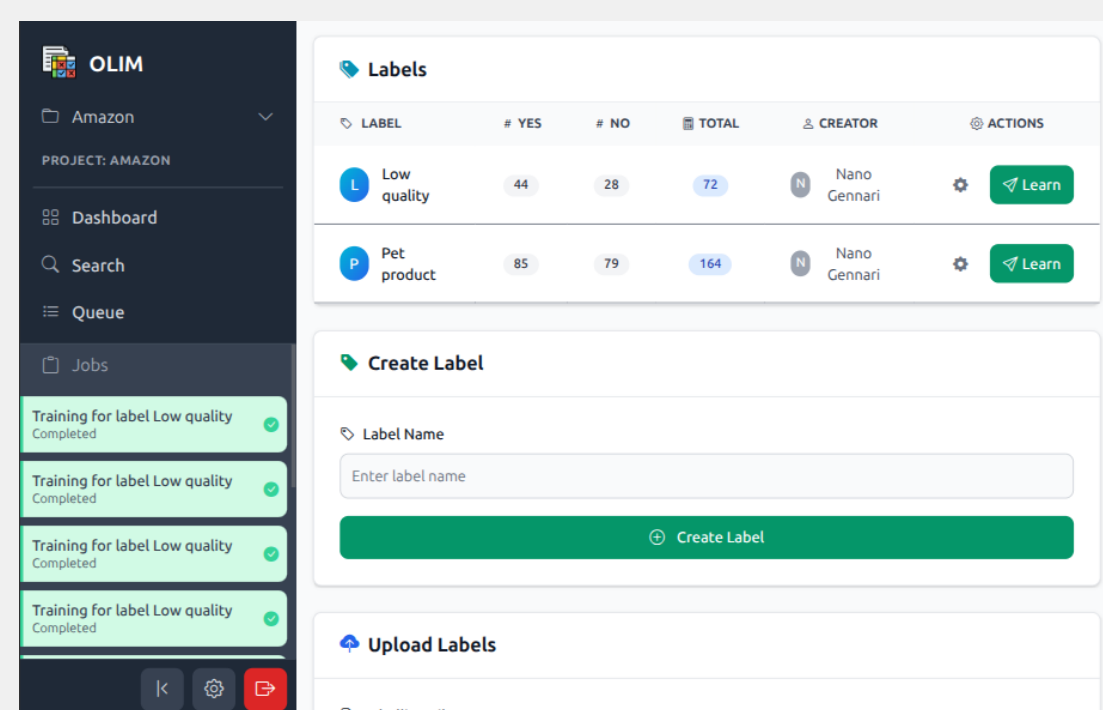 OLIM
Amazon
PROJECT: AMAZON
Dashboard
Search
Queue
Jobs
Training for label Low quality
Completed
Training for label Low quality
Completed
Training for label Low quality
Completed
Training for label Low quality
Completed
Labels
LABEL # YES # NO TOTAL CREATOR ACTIONS
L Low quality 44 28 72 N Nano Gennari Learn
P Pet product 85 79 164 N Nano Gennari Learn
Create Label
Label Name
Enter label name
Create Label
Upload Labels